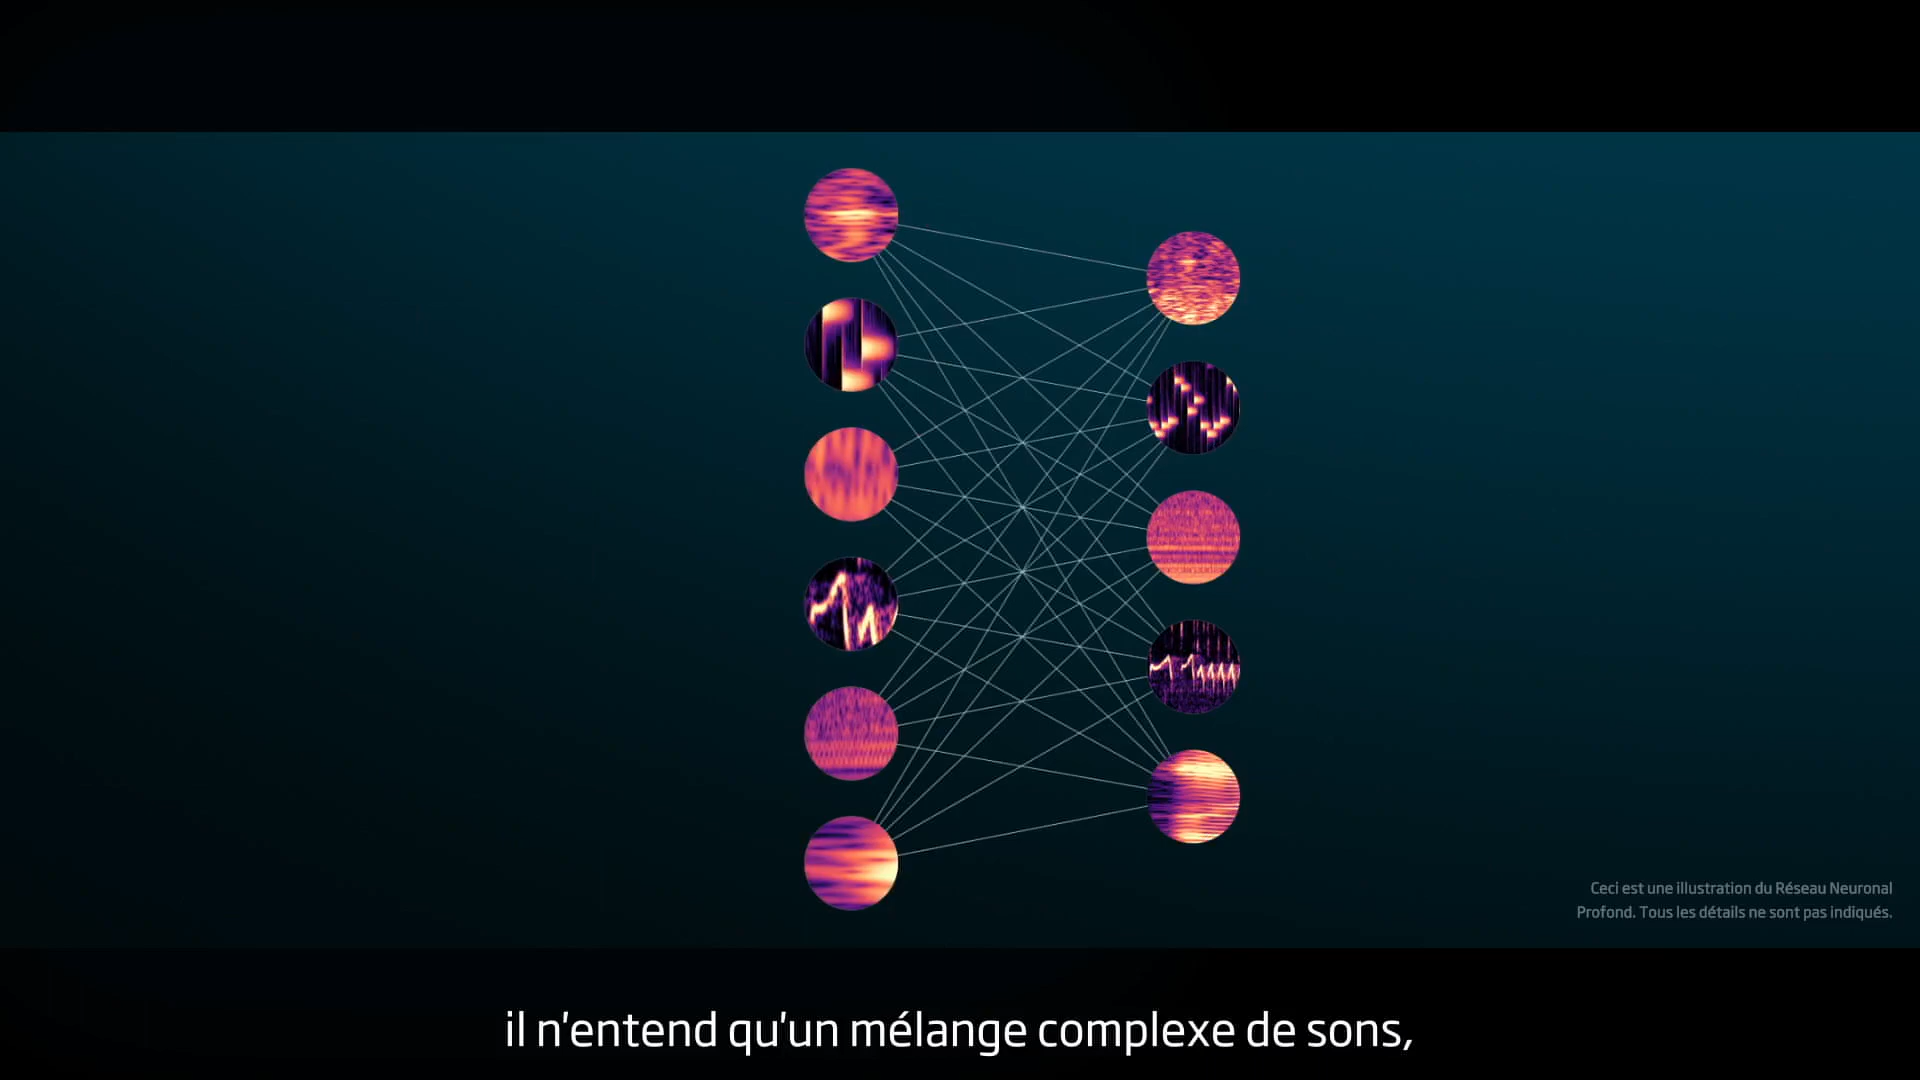 Ceci est une illustration du Réseau Neuronal
Profond. Tous les détails ne sont pas indiqués.
il n'entend qu'un mélange complexe de sons,